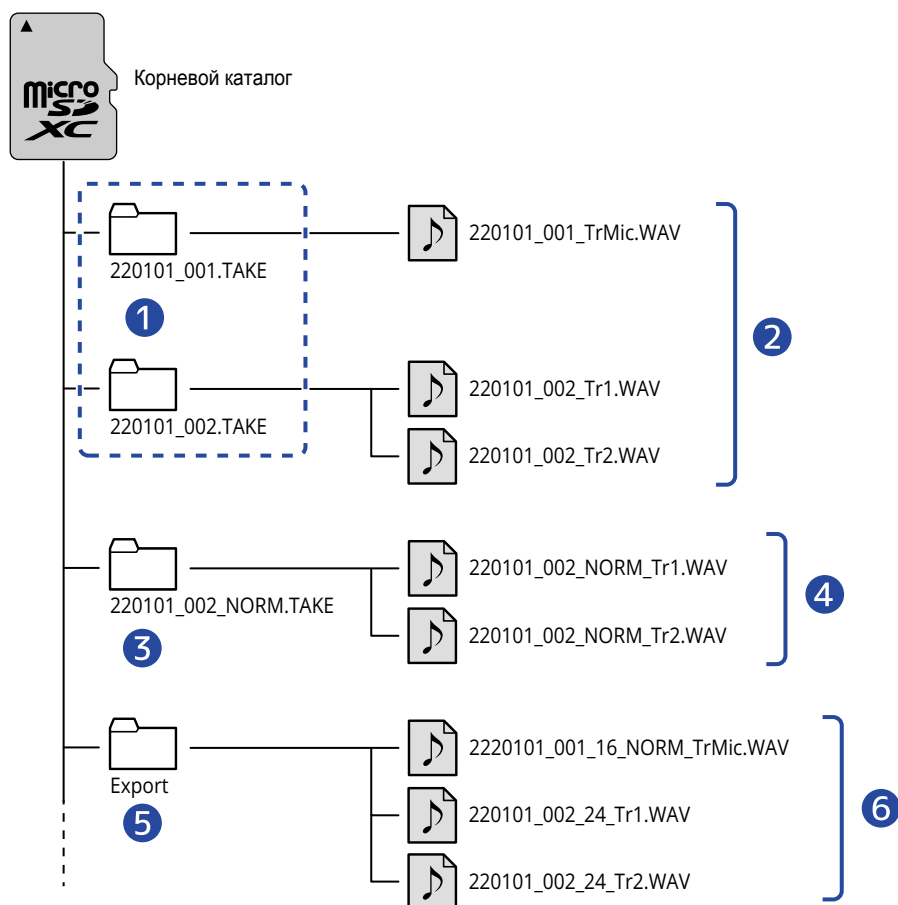 micro
SD
XC
Корневой каталог
220101_001.TAKE
220101_001_TrMic.WAV
1
2
220101_002.TAKE
220101_002_Tr1.WAV
220101_002_Tr2.WAV
220101_002_NORM.TAKE
220101_002_NORM_Tr1.WAV
220101_002_NORM_Tr2.WAV
3
4
Export
2220101_001_16_NORM_TrMic.WAV
220101_002_24_Tr1.WAV
220101_002_24_Tr2.WAV
5
6